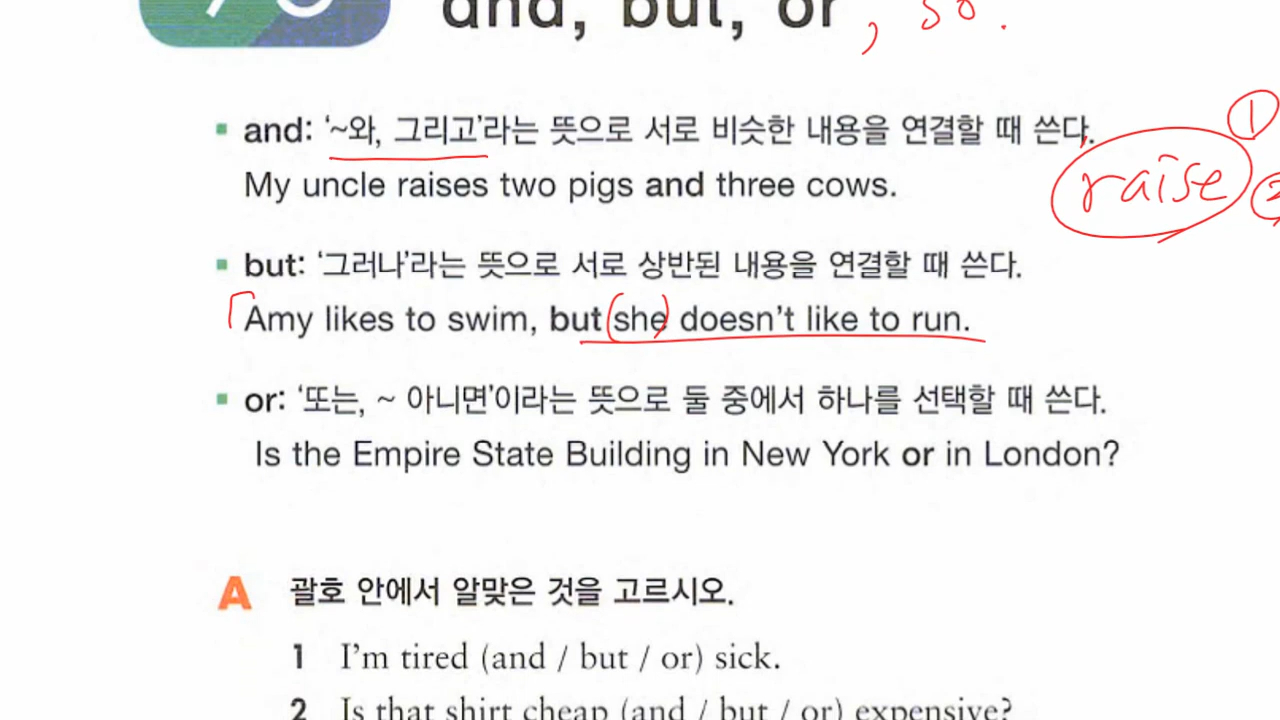 and, but, or , so.
and: ‘~와, 그리고’라는 뜻으로 서로 비슷한 내용을 연결할 때 쓴다.
①
My uncle raises two pigs and three cows.
raise
②
but: ‘그러나’라는 뜻으로 서로 상반된 내용을 연결할 때 쓴다.
Amy likes to swim, but (she) doesn’t like to run.
or: ‘또는, ~ 아니면’이라는 뜻으로 둘 중에서 하나를 선택할 때 쓴다.
Is the Empire State Building in New York or in London?
A 괄호 안에서 알맞은 것을 고르시오.
1 I’m tired (and / but / or) sick.
2 Is that shirt cheap (and / but / or) expensive?